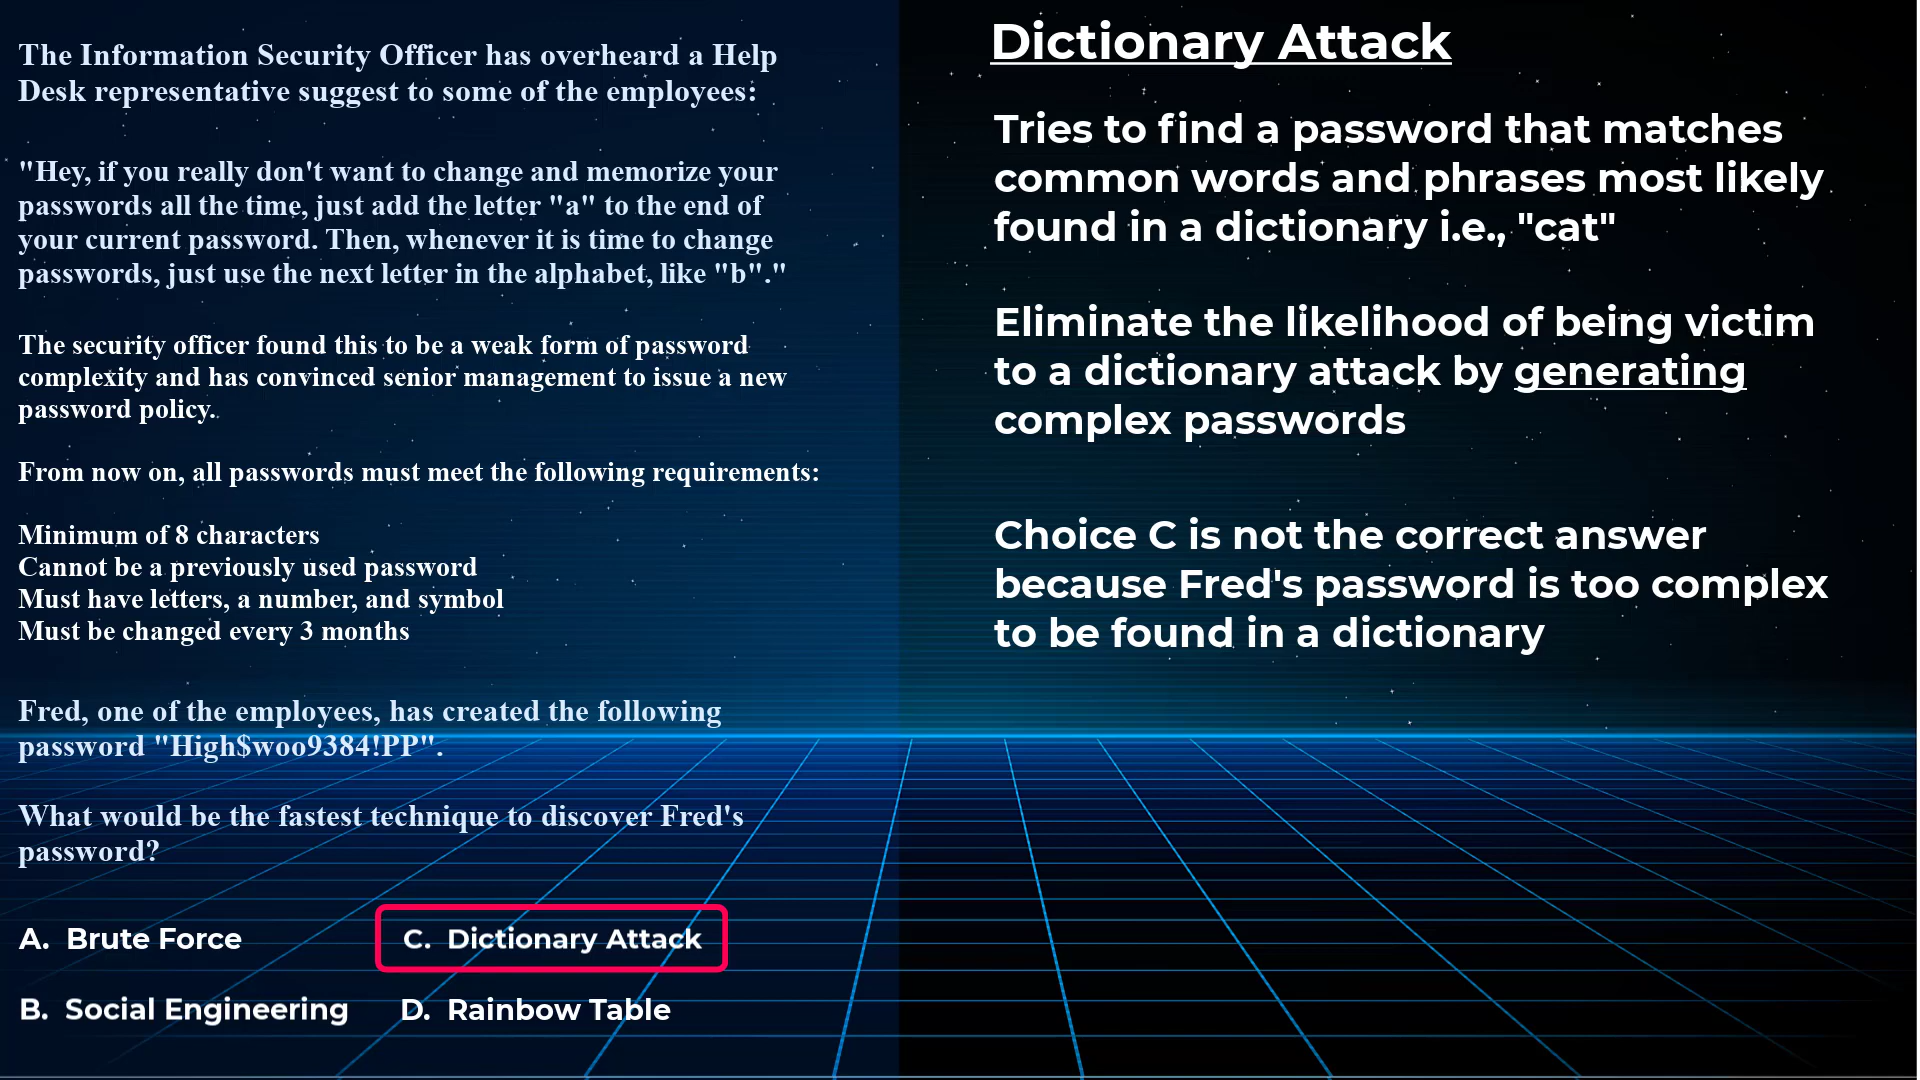 The Information Security Officer has overheard a Help
Desk representative suggest to some of the employees:
"Hey, if you really don't want to change and memorize your
passwords all the time, just add the letter "a" to the end of
your current password. Then, whenever it is time to change
passwords, just use the next letter in the alphabet, like "b"."
The security officer found this to be a weak form of password
complexity and has convinced senior management to issue a new
password policy.
From now on, all passwords must meet the following requirements:
Minimum of 8 characters
Cannot be a previously used password
Must have letters, a number, and symbol
Must be changed every 3 months
Fred, one of the employees, has created the following
password "High$woo9384!PP".
What would be the fastest technique to discover Fred's
password?
A. Brute Force
C. Dictionary Attack
B. Social Engineering
D. Rainbow Table
Dictionary Attack
Tries to find a password that matches
common words and phrases most likely
found in a dictionary i.e., "cat"
Eliminate the likelihood of being victim
to a dictionary attack by generating
complex passwords
Choice C is not the correct answer
because Fred's password is too complex
to be found in a dictionary